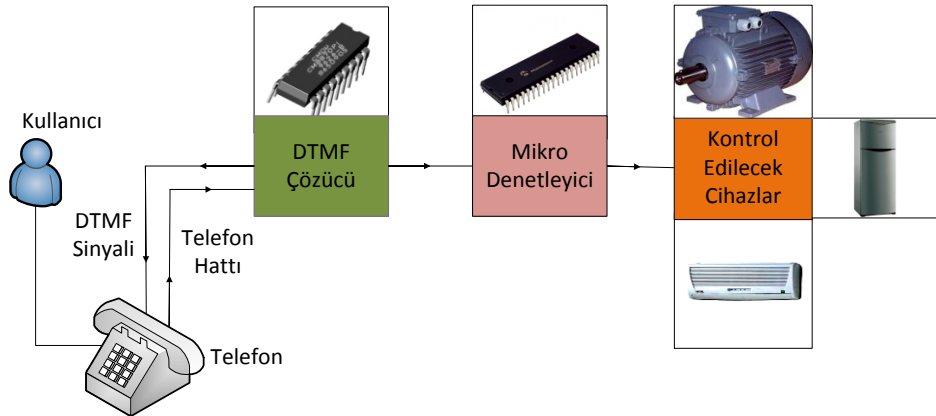 Kullanıcı
DTMF
Sinyali
Telefon
Hattı
Telefon
DTMF
Çözücü
Mikro
Denetleyici
Kontrol
Edilecek
Cihazlar